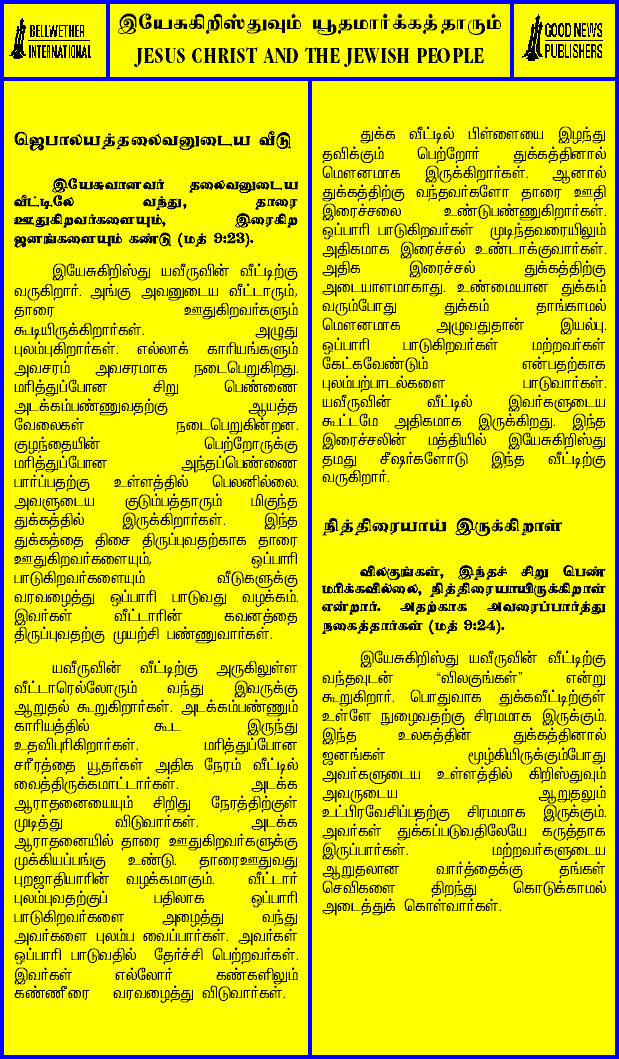 BELLWETHER
INTERNATIONAL
இயேசுகிறிஸ்துவும் யூதமார்க்கத்தாரும்
JESUS CHRIST AND THE JEWISH PEOPLE
GOOD NEWS
PUBLISHERS
ஜெபாலயத்தலைவனுடைய வீடு
இயேசுவானவர் தலைவனுடைய
வீட்டிலே வந்து, தாரை
ஊதுகிறவர்களையும், இரைகிற
ஜனங்களையும் கண்டு (மத் 9:23).
இயேசுகிறிஸ்து யவீருவின் வீட்டிற்கு
வருகிறார். அங்கு அவனுடைய வீட்டாரும்,
தாரை ஊதுகிறவர்களும்
கூடியிருக்கிறார்கள். அழுது
புலம்புகிறார்கள். எல்லாக் காரியங்களும்
அவசரம் அவசரமாக நடைபெறுகிறது.
மரித்துப்போன சிறு பெண்ணை
அடக்கம்பண்ணுவதற்கு ஆயத்த
வேலைகள் நடைபெறுகின்றன.
குழந்தையின் பெற்றோருக்கு
மரித்துப்போன அந்தப்பெண்ணை
பார்ப்பதற்கு உள்ளத்தில் பெலனில்லை.
அவளுடைய குடும்பத்தாரும் மிகுந்த
துக்கத்தில் இருக்கிறார்கள். இந்த
துக்கத்தை திசை திருப்புவதற்காக தாரை
ஊதுகிறவர்களையும், ஒப்பாரி
பாடுகிறவர்களையும் வீடுகளுக்கு
வரவழைத்து ஒப்பாரி பாடுவது வழக்கம்.
இவர்கள் வீட்டாரின் கவனத்தை
திருப்புவதற்கு முயற்சி பண்ணுவார்கள்.
யவீருவின் வீட்டிற்கு அருகிலுள்ள
வீட்டாரெல்லோரும் வந்து இவருக்கு
ஆறுதல் கூறுகிறார்கள். அடக்கம்பண்ணும்
காரியத்தில் கூட இருந்து
உதவிபுரிகிறார்கள். மரித்துப்போன
சரீரத்தை யூதர்கள் அதிக நேரம் வீட்டில்
வைத்திருக்கமாட்டார்கள். அடக்க
ஆராதனையையும் சிறிது நேரத்திற்குள்
முடித்து விடுவார்கள். அடக்க
ஆராதனையில் தாரை ஊதுகிறவர்களுக்கு
முக்கியப்பங்கு உண்டு. தாரைஊதுவது
புறஜாதியாரின் வழக்கமாகும். வீட்டார்
புலம்புவதற்குப் பதிலாக ஒப்பாரி
பாடுகிறவர்களை அழைத்து வந்து
அவர்களை புலம்ப வைப்பார்கள். அவர்கள்
ஒப்பாரி பாடுவதில் தேர்ச்சி பெற்றவர்கள்.
இவர்கள் எல்லோர் கண்களிலும்
கண்ணீரை வரவழைத்து விடுவார்கள்.
துக்க வீட்டில் பிள்ளையை இழந்து
தவிக்கும் பெற்றோர் துக்கத்தினால்
மௌனமாக இருக்கிறார்கள். ஆனால்
துக்கத்திற்கு வந்தவர்களோ தாரை ஊதி
இரைச்சலை உண்டுபண்ணுகிறார்கள்.
ஒப்பாரி பாடுகிறவர்கள் முடிந்தவரையிலும்
அதிகமாக இரைச்சல் உண்டாக்குவார்கள்.
அதிக இரைச்சல் துக்கத்திற்கு
அடையாளமாகாது. உண்மையான துக்கம்
வரும்போது துக்கம் தாங்காமல்
மௌனமாக அழுவதுதான் இயல்பு.
ஒப்பாரி பாடுகிறவர்கள் மற்றவர்கள்
கேட்கவேண்டும் என்பதற்காக
புலம்பற்பாடல்களை பாடுவார்கள்.
யவீருவின் வீட்டில் இவர்களுடைய
கூட்டமே அதிகமாக இருக்கிறது. இந்த
இரைச்சலின் மத்தியில் இயேசுகிறிஸ்து
தமது சீஷர்களோடு இந்த வீட்டிற்கு
வருகிறார்.
நித்திரையாய் இருக்கிறாள்
விலகுங்கள், இந்தச் சிறு பெண்
மரிக்கவில்லை, நித்திரையாயிருக்கிறாள்
என்றார். அதற்காக அவரைப்பார்த்து
நகைத்தார்கள் (மத் 9:24).
இயேசுகிறிஸ்து யவீருவின் வீட்டிற்கு
வந்தவுடன் “விலகுங்கள்” என்று
கூறுகிறார். பொதுவாக துக்கவீட்டிற்குள்
உள்ளே நுழைவதற்கு சிரமமாக இருக்கும்.
இந்த உலகத்தின் துக்கத்தினால்
ஜனங்கள் மூழ்கியிருக்கும்போது
அவர்களுடைய உள்ளத்தில் கிறிஸ்துவும்
அவருடைய ஆறுதலும்
உட்பிரவேசிப்பதற்கு சிரமமாக இருக்கும்.
அவர்கள் துக்கப்படுவதிலேயே கருத்தாக
இருப்பார்கள். மற்றவர்களுடைய
ஆறுதலான வார்த்தைக்கு தங்கள்
செவிகளை திறந்து கொடுக்காமல்
அடைத்துக் கொள்வார்கள்.